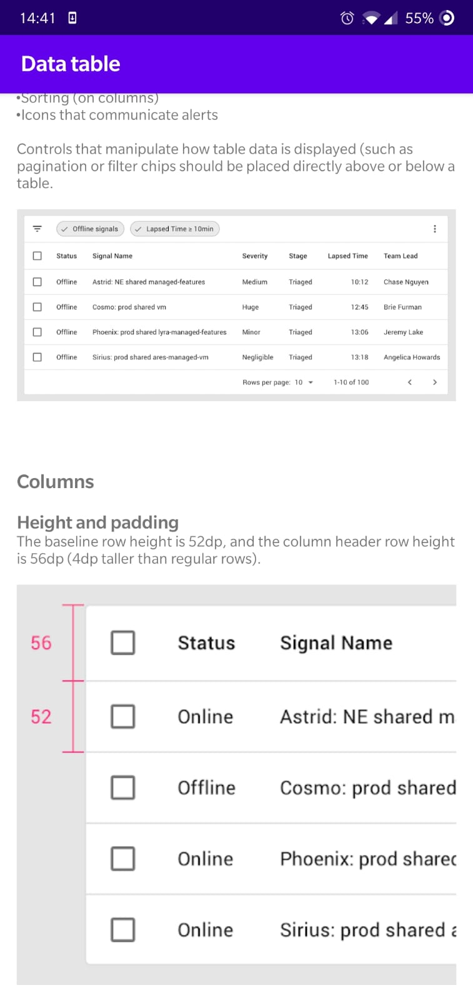 14:41
55%
Data table
•Sorting (on columns)
•Icons that communicate alerts
Controls that manipulate how table data is displayed (such as
pagination or filter chips should be placed directly above or below a
table.
Offline signals Lapsed Time ≥ 10min
Status Signal Name Severity Stage Lapsed Time Team Lead
Offline Astrid: NE shared managed-features Medium Triaged 10:12 Chase Nguyen
Offline Cosmo: prod shared vm Huge Triaged 12:45 Brie Furman
Offline Phoenix: prod shared lyra-managed-features Minor Triaged 13:06 Jeremy Lake
Offline Sirius: prod shared ares-managed-vm Negligible Triaged 13:18 Angelica Howards
Rows per page: 10 1-10 of 100
Columns
Height and padding
The baseline row height is 52dp, and the column header row height
is 56dp (4dp taller than regular rows).
56 Status Signal Name
52 Online Astrid: NE shared m
Offline Cosmo: prod shared
Online Phoenix: prod shared
Online Sirius: prod shared